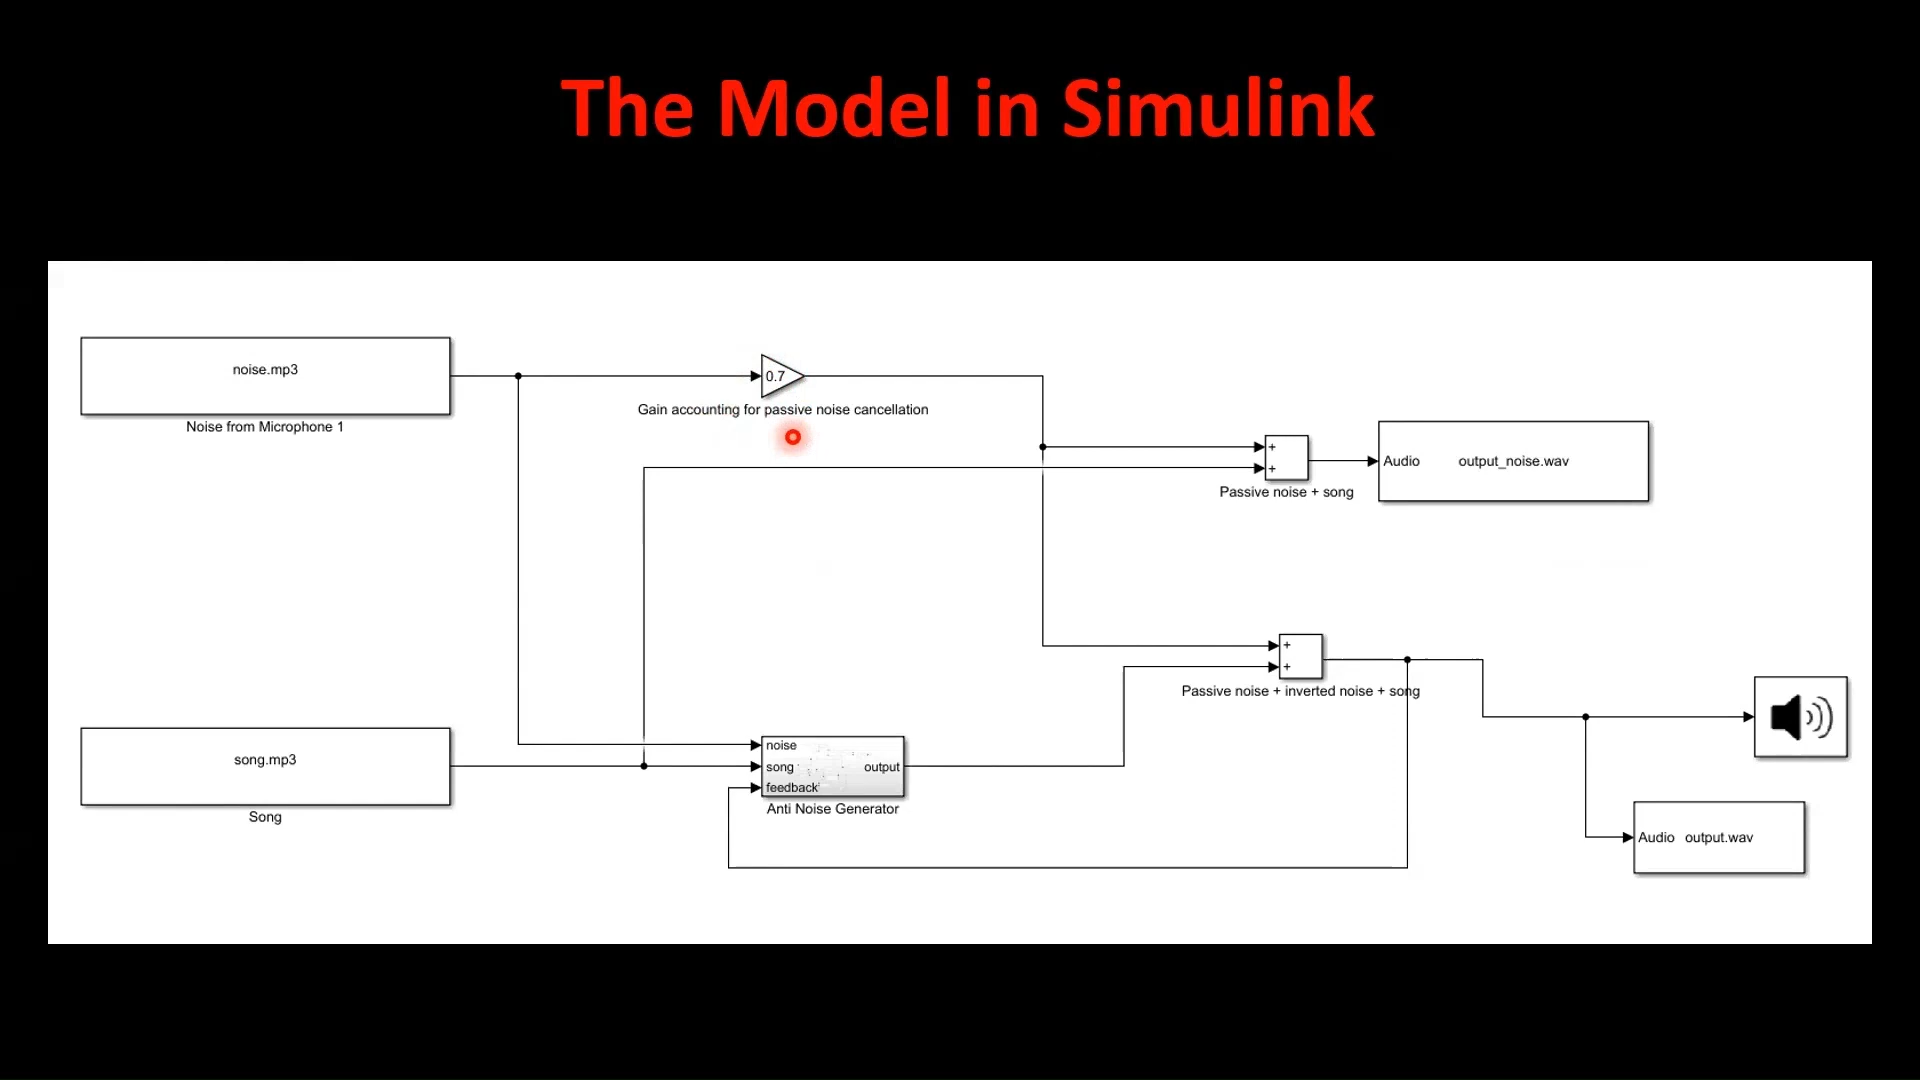 The Model in Simulink
noise.mp3
Noise from Microphone 1
0.7
Gain accounting for passive noise cancellation
+
+
Passive noise + song
Audio output_noise.wav
+
+
Passive noise + inverted noise + song
song.mp3
Song
noise
song output
feedback
Anti Noise Generator
Audio output.wav